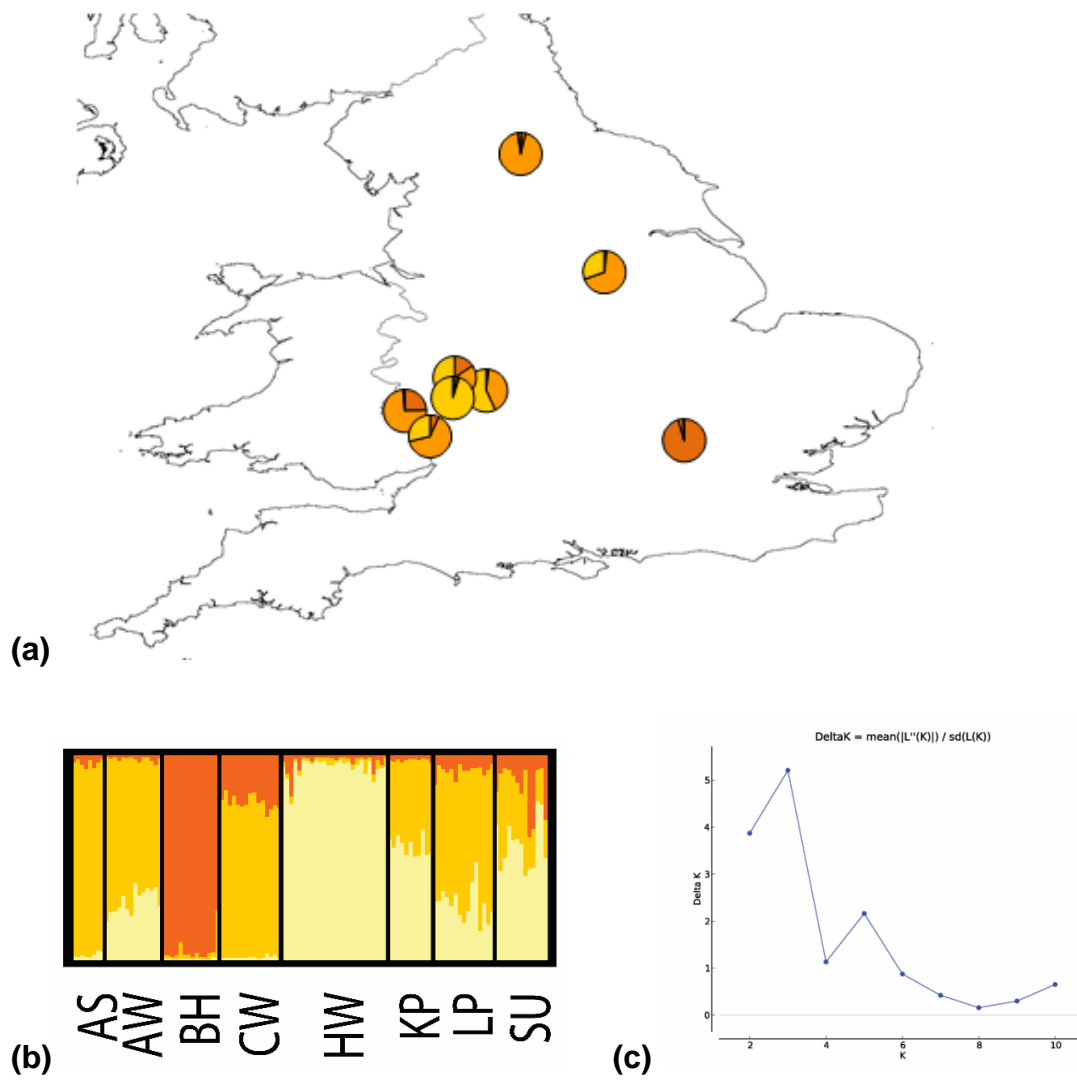 (a)
(b)
AS AW BH CW HW KP LP SU
(c)
DeltaK = mean(|L''(K)|) / sd(L(K))
Delta K
5
4
3
2
1
0
2 4 6 8 10
K